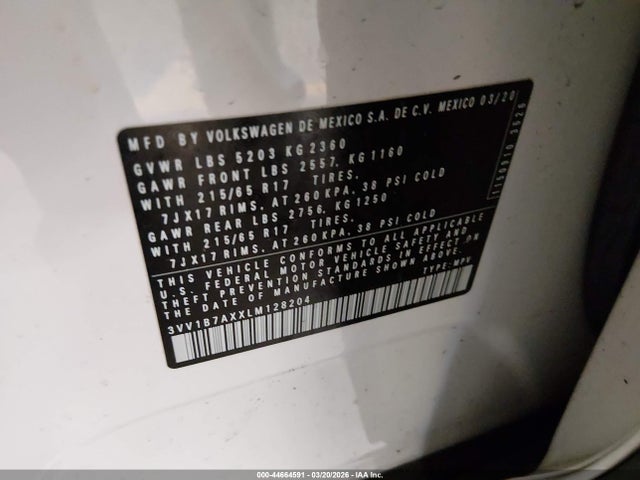 MFD BY VOLKSWAGEN DE MEXICO S.A. DE C.V. MEXICO 03/20
GVWR LBS 5203 KG 2360
GAWR FRONT LBS 2557, KG 1160
WITH 215/65 R17 TIRES,
7JX17 RIMS, AT 260 KPA, 38 PSI COLD
GAWR REAR LBS 2756, KG 1250
WITH 215/65 R17 TIRES,
7JX17 RIMS, AT 260 KPA, 38 PSI COLD
THIS VEHICLE CONFORMS TO ALL APPLICABLE
U.S. FEDERAL MOTOR VEHICLE SAFETY AND
THEFT PREVENTION STANDARDS IN EFFECT ON
THE DATE OF MANUFACTURE ABOVE.
TYPE: MPV
3VV1B7AXXLM128204
000-44664591 - 03/20/2026 - IAA Inc.